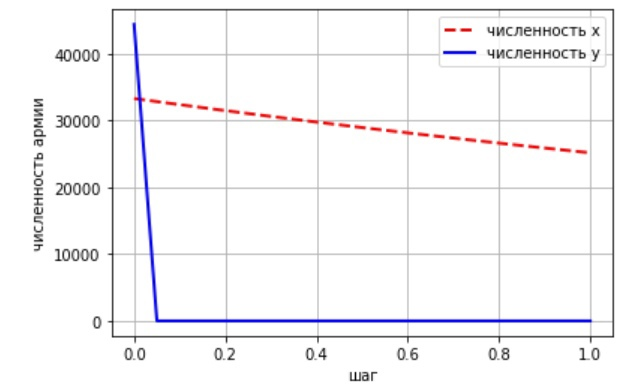 численность x
численность y
численность армии
40000
30000
20000
10000
0
0.0 0.2 0.4 0.6 0.8 1.0
шаг